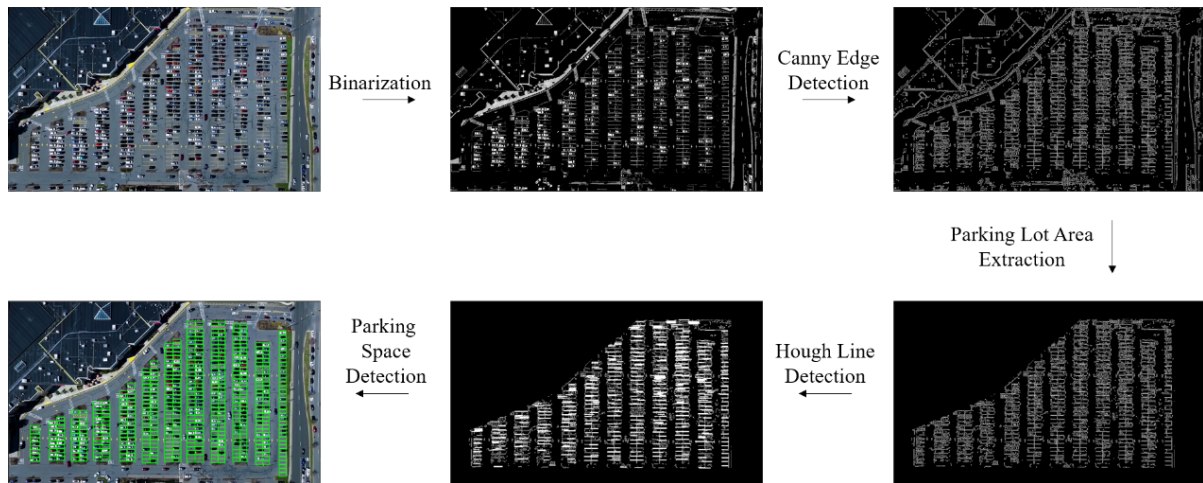 Binarization
Canny Edge
Detection
Parking Lot Area
Extraction
Hough Line
Detection
Parking
Space
Detection